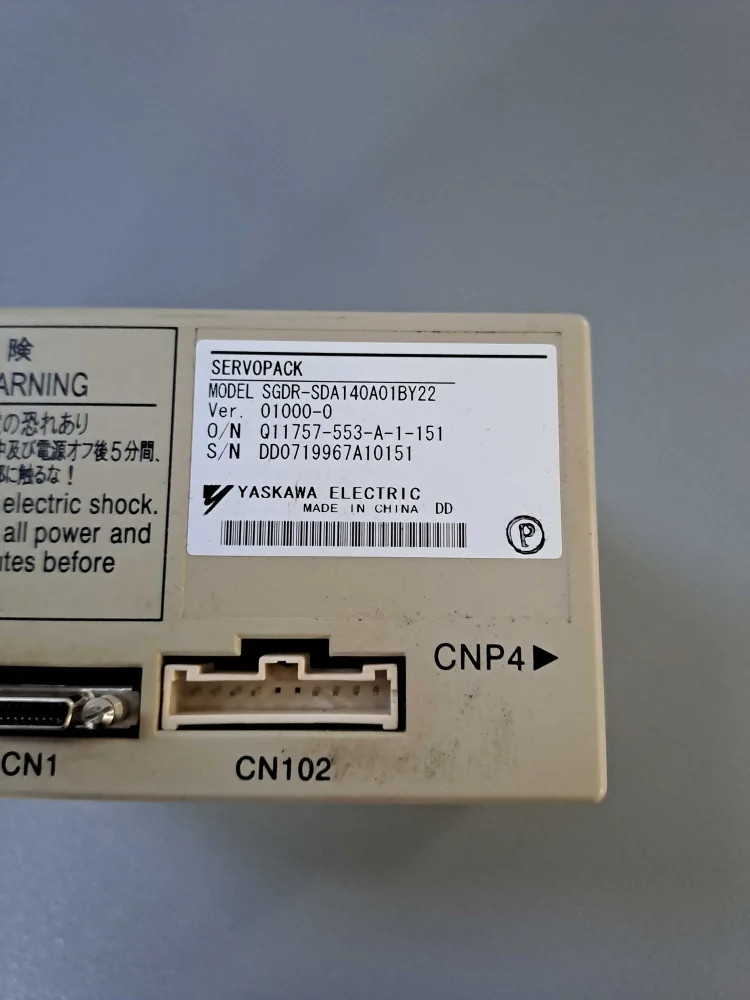 険
ARNING
の恐れあり
及び電源オフ後5分間、
に触るな!
electric shock.
all power and
utes before
SERVOPACK
MODEL SGDR-SDA140A01BY22
Ver. 01000-0
O/N Q11757-553-A-1-151
S/N DD0719967A10151
YASKAWA ELECTRIC
MADE IN CHINA DD
P
CNP4▶
CN1
CN102